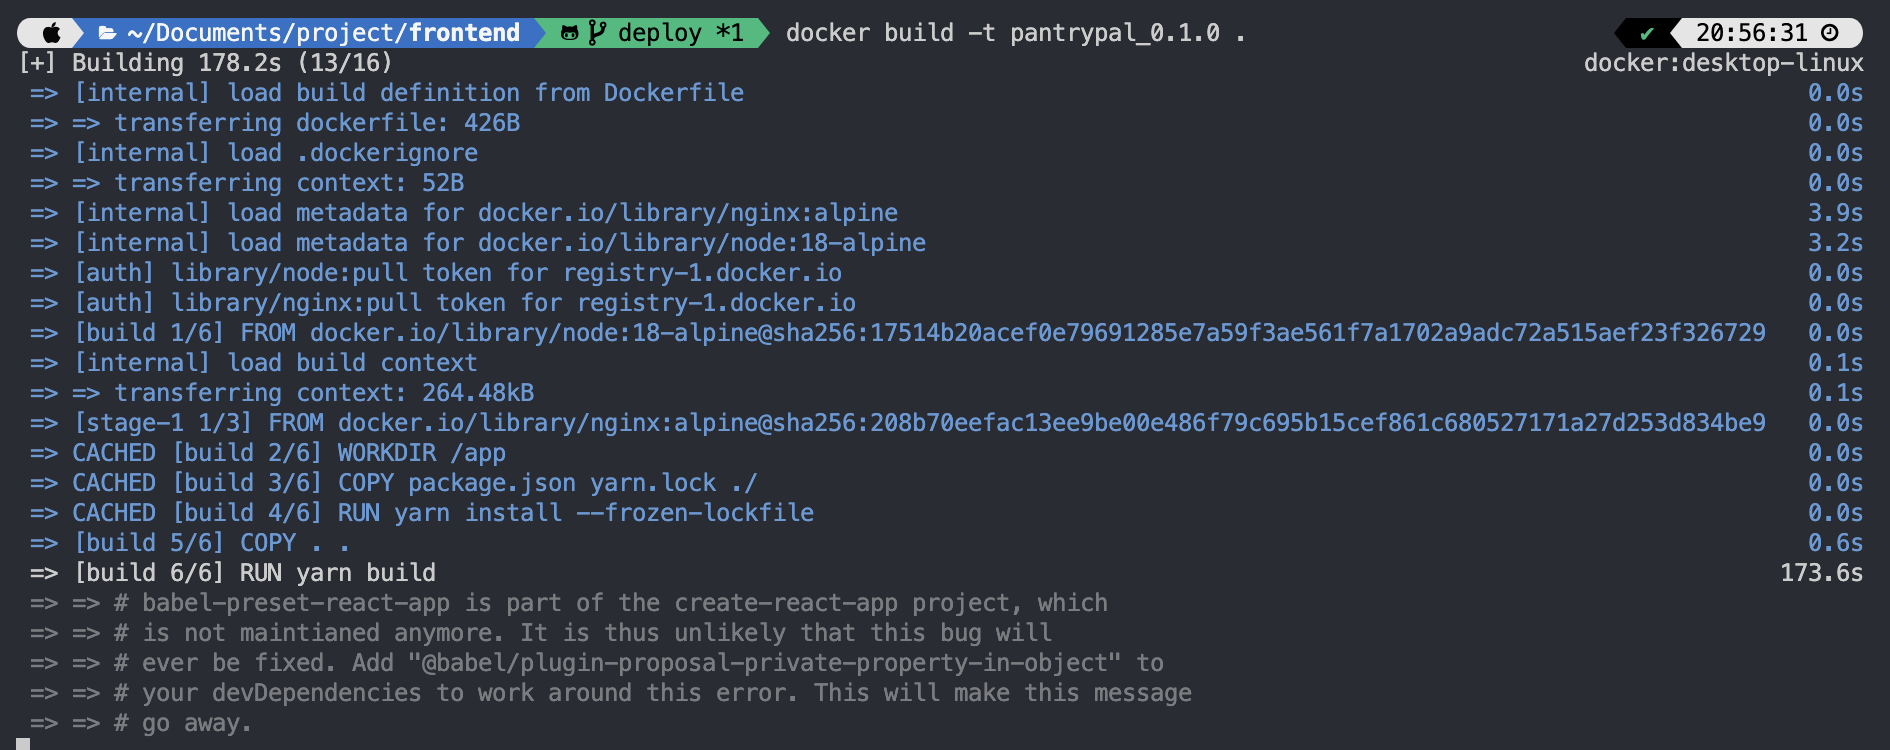 ~/Documents/project/frontend deploy *1 docker build -t pantrypal_0.1.0 . ✔ 20:56:31
[+] Building 178.2s (13/16) docker:desktop-linux
=> [internal] load build definition from Dockerfile 0.0s
=> => transferring dockerfile: 426B 0.0s
=> [internal] load .dockerignore 0.0s
=> => transferring context: 52B 0.0s
=> [internal] load metadata for docker.io/library/nginx:alpine 3.9s
=> [internal] load metadata for docker.io/library/node:18-alpine 3.2s
=> [auth] library/node:pull token for registry-1.docker.io 0.0s
=> [auth] library/nginx:pull token for registry-1.docker.io 0.0s
=> [build 1/6] FROM docker.io/library/node:18-alpine@sha256:17514b20acef0e79691285e7a59f3ae561f7a1702a9adc72a515aef23f326729 0.0s
=> [internal] load build context 0.1s
=> => transferring context: 264.48kB 0.1s
=> [stage-1 1/3] FROM docker.io/library/nginx:alpine@sha256:208b70eefac13ee9be00e486f79c695b15cef861c680527171a27d253d834be9 0.0s
=> CACHED [build 2/6] WORKDIR /app 0.0s
=> CACHED [build 3/6] COPY package.json yarn.lock ./ 0.0s
=> CACHED [build 4/6] RUN yarn install --frozen-lockfile 0.0s
=> [build 5/6] COPY . . 0.6s
=> [build 6/6] RUN yarn build 173.6s
=> => # babel-preset-react-app is part of the create-react-app project, which
=> => # is not maintianed anymore. It is thus unlikely that this bug will
=> => # ever be fixed. Add "@babel/plugin-proposal-private-property-in-object" to
=> => # your devDependencies to work around this error. This will make this message
=> => # go away.